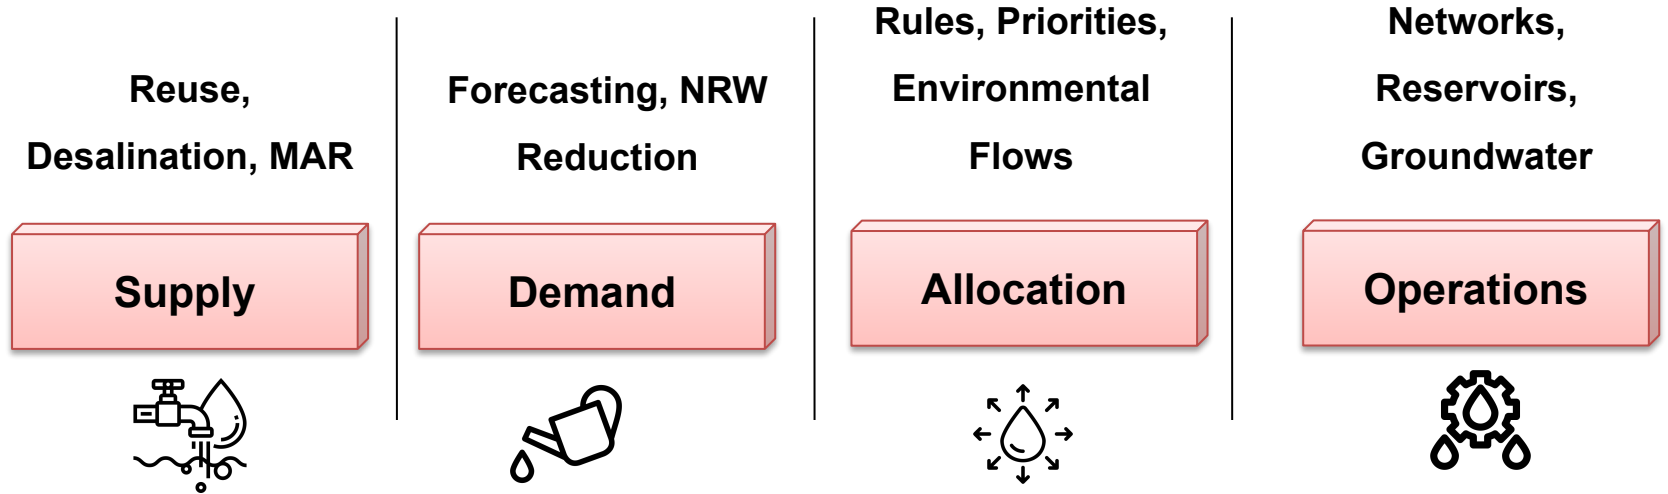 Reuse,
Desalination, MAR
Supply
Forecasting, NRW
Reduction
Demand
Rules, Priorities,
Environmental
Flows
Allocation
Networks,
Reservoirs,
Groundwater
Operations